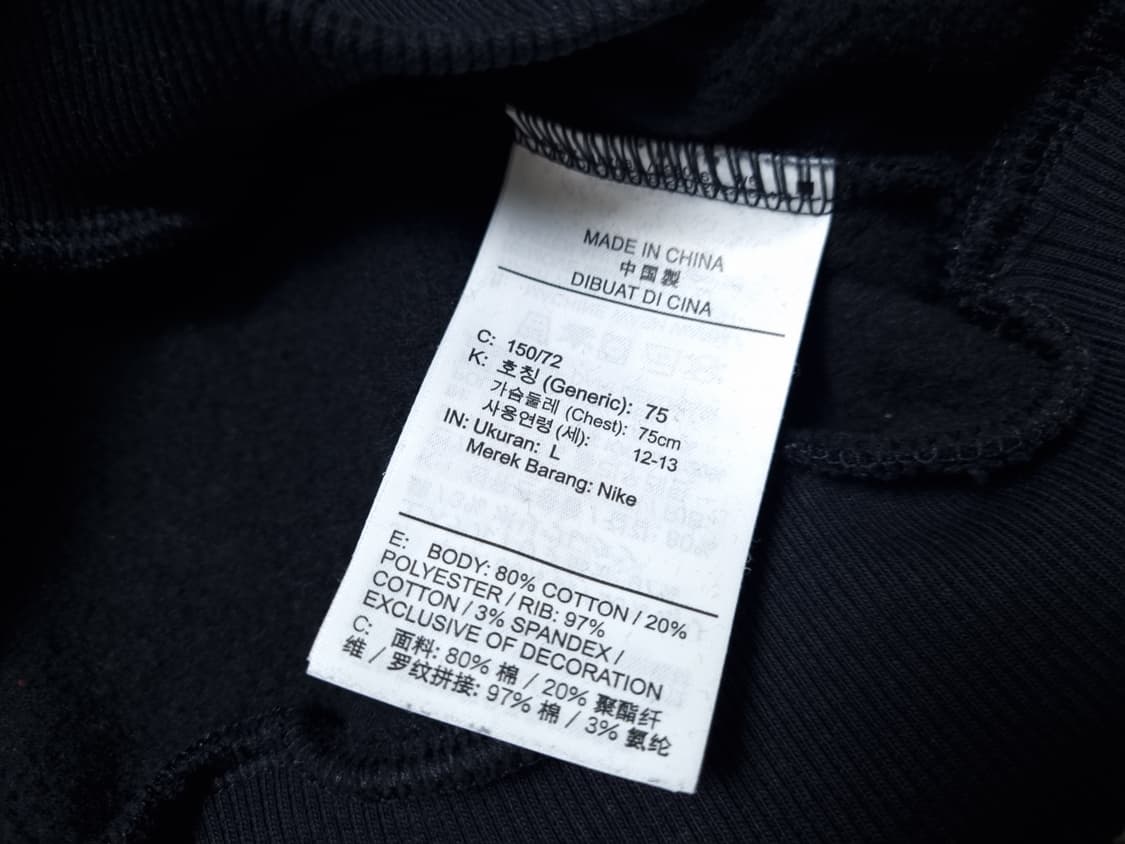 MADE IN CHINA
中国製
DIBUAT DI CINA
C: 150/72
K: 호칭 (Generic): 75
가슴둘레 (Chest): 75cm
사용연령 (세): 12-13
IN: Ukuran: L
Merek Barang: Nike
E: BODY: 80% COTTON / 20%
POLYESTER / RIB: 97%
COTTON / 3% SPANDEX /
EXCLUSIVE OF DECORATION
C: 面料: 80% 棉 / 20% 聚酯纤
维 / 罗纹拼接: 97% 棉 / 3% 氨纶